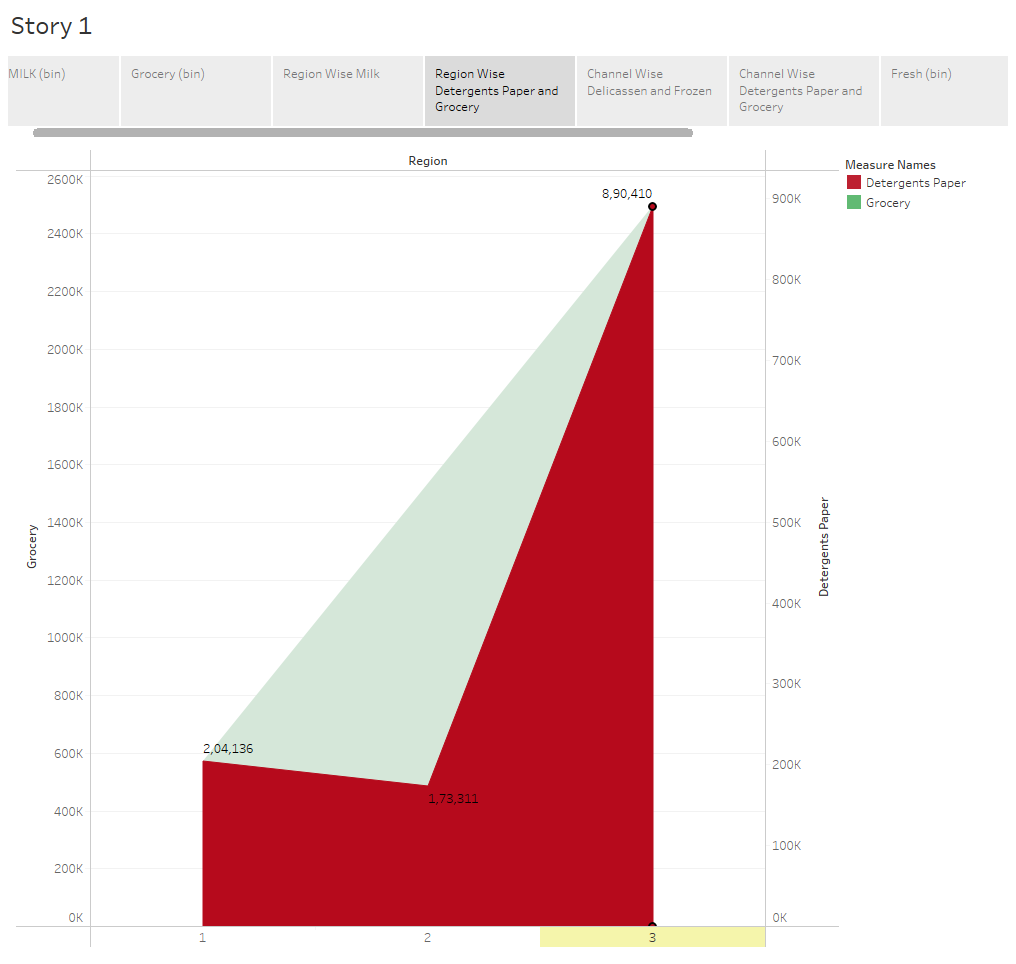 Story 1
MILK (bin)
Grocery (bin)
Region Wise Milk
Region Wise
Detergents Paper and
Grocery
Channel Wise
Delicassen and Frozen
Channel Wise
Detergents Paper and
Grocery
Fresh (bin)
Region
Measure Names
Detergents Paper
Grocery
2600K
2400K
2200K
2000K
1800K
1600K
1400K
1200K
1000K
800K
600K
400K
200K
0K
Grocery
8,90,410
2,04,136
1,73,311
900K
800K
700K
600K
500K
400K
300K
200K
100K
0K
Detergents Paper
1
2
3